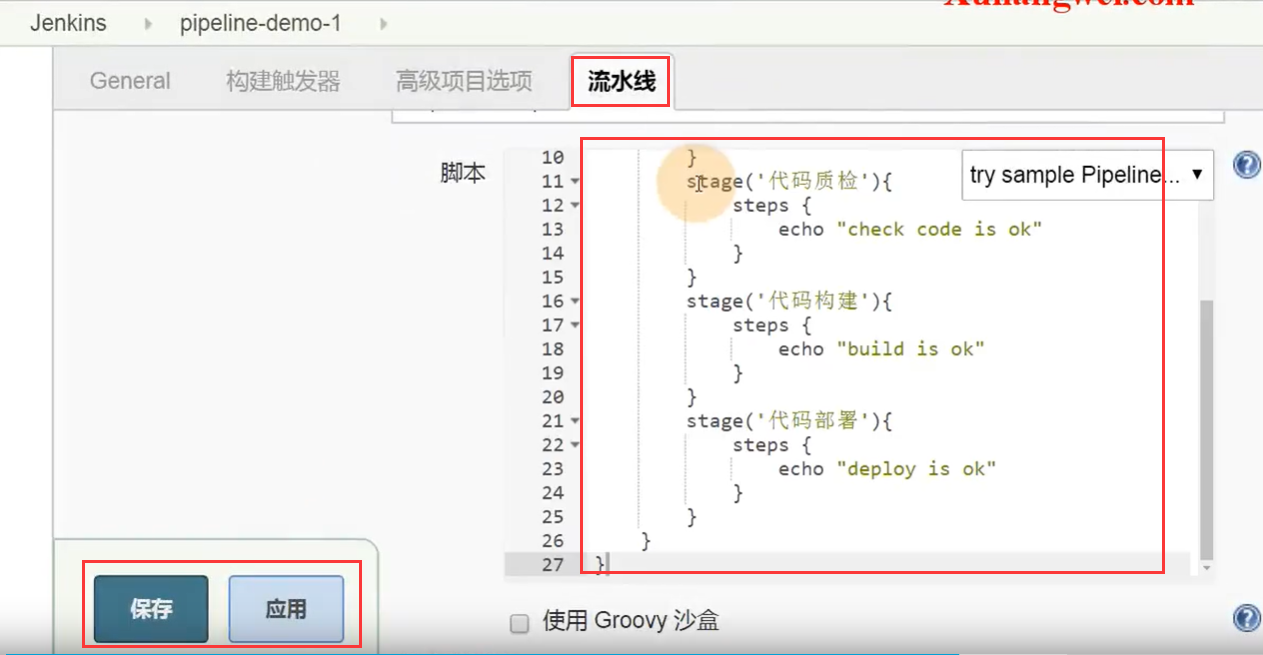 Jenkins pipeline-demo-1
General 构建触发器 高级项目选项 流水线
脚本
try sample Pipeline... ▼
10 }
11 stage('代码质检'){
12 steps {
13 echo "check code is ok"
14 }
15 }
16 stage('代码构建'){
17 steps {
18 echo "build is ok"
19 }
20 }
21 stage('代码部署'){
22 steps {
23 echo "deploy is ok"
24 }
25 }
26 }
27 }
使用 Groovy 沙盒
保存 应用